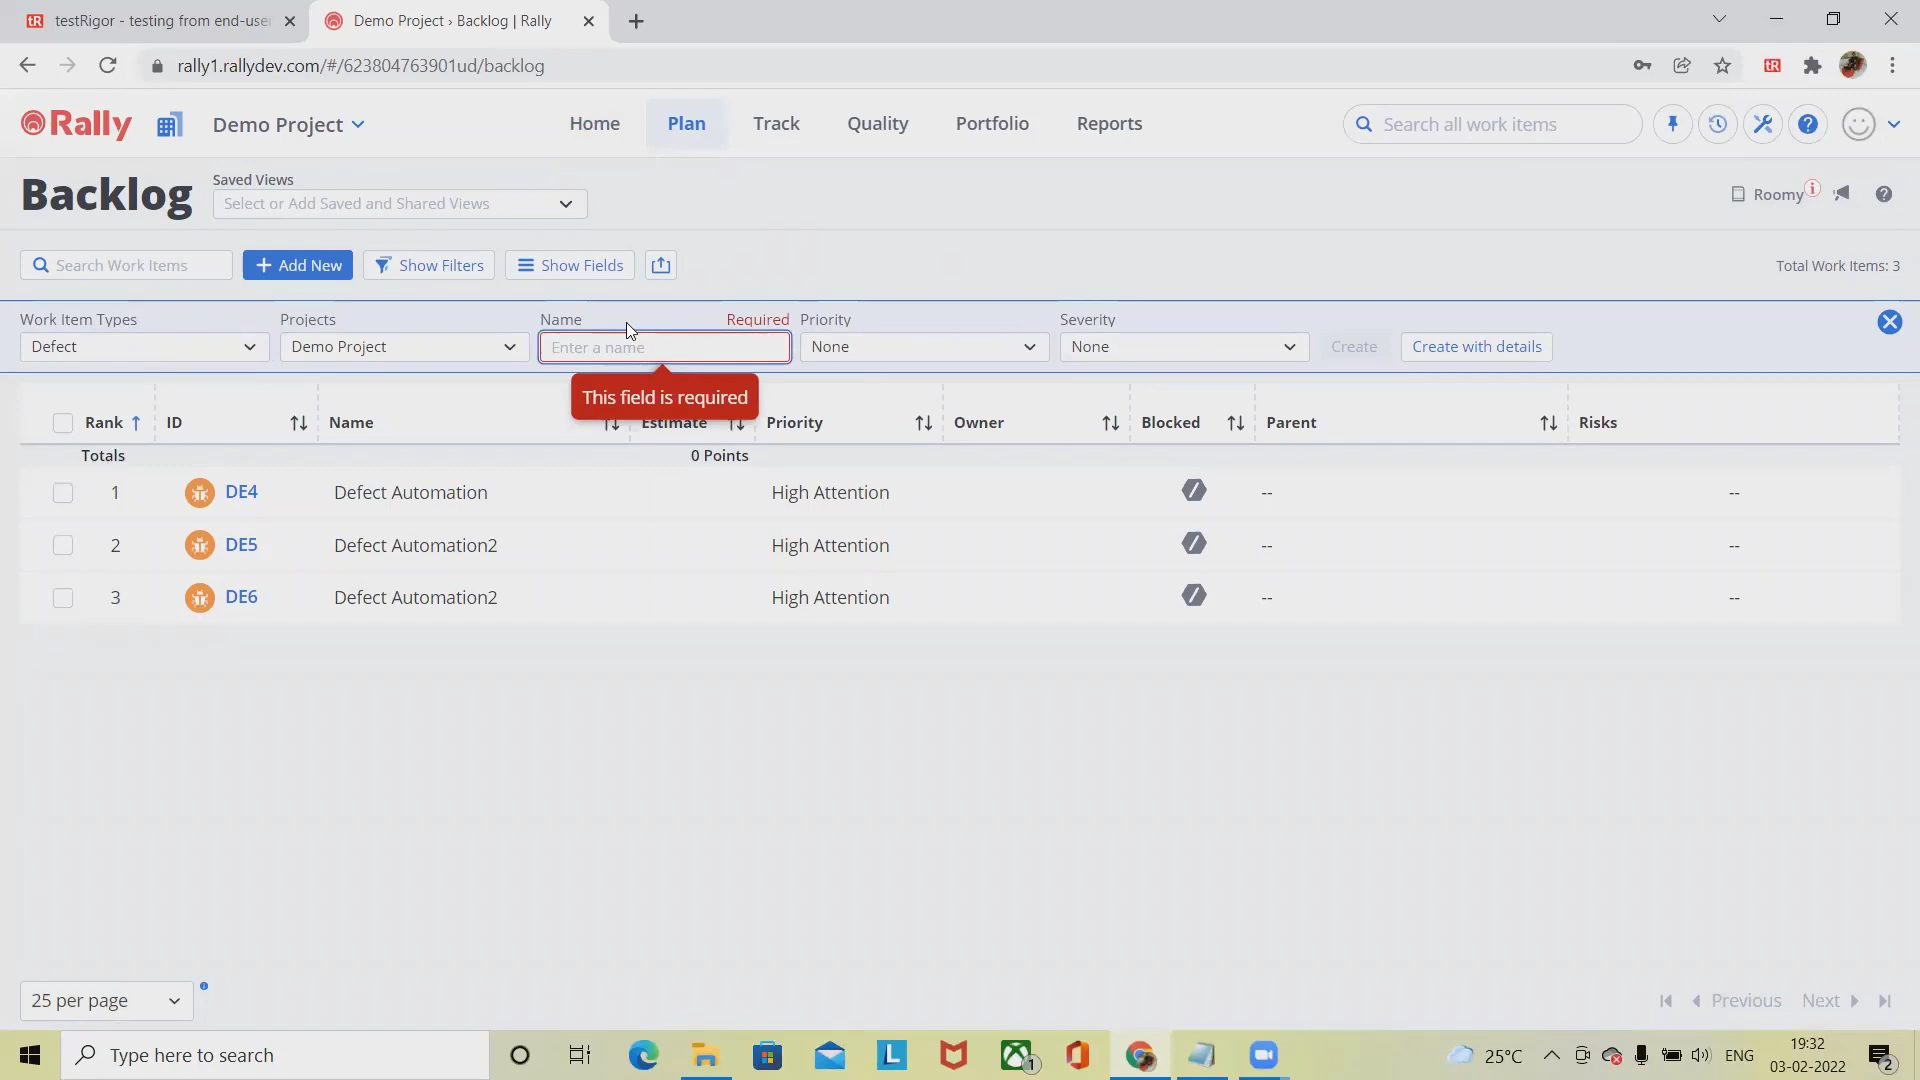 testRigor - testing from end-user
Demo Project › Backlog | Rally
rally1.rallydev.com/#/623804763901ud/backlog
tR
Rally
Demo Project
Home
Plan
Track
Quality
Portfolio
Reports
Search all work items
Backlog
Saved Views
Select or Add Saved and Shared Views
Roomy
Search Work Items
Add New
Show Filters
Show Fields
Total Work Items: 3
Work Item Types
Projects
Name
Required
Priority
Severity
Defect
Demo Project
Enter a name
None
None
Create
Create with details
This field is required
Rank
ID
Name
Estimate
Priority
Owner
Blocked
Parent
Risks
Totals
0 Points
1 DE4 Defect Automation High Attention -- --
2 DE5 Defect Automation2 High Attention -- --
3 DE6 Defect Automation2 High Attention -- --
25 per page
Previous
Next
Type here to search
L
1
25°C
ENG
19:32
03-02-2022
2